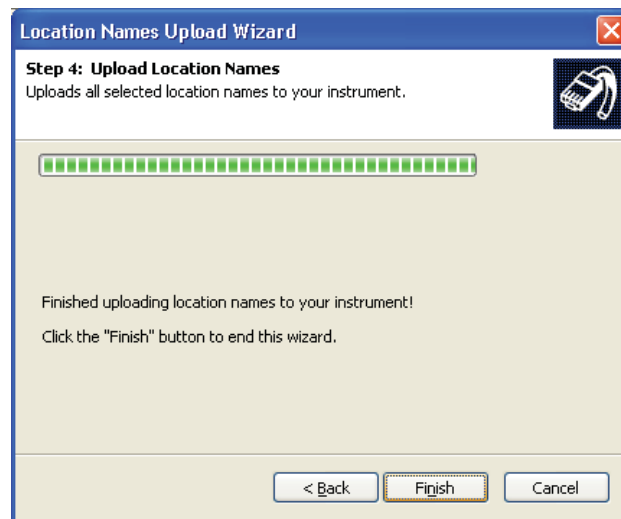 Location Names Upload Wizard
Step 4: Upload Location Names
Uploads all selected location names to your instrument.
Finished uploading location names to your instrument!
Click the "Finish" button to end this wizard.
< Back Finish Cancel